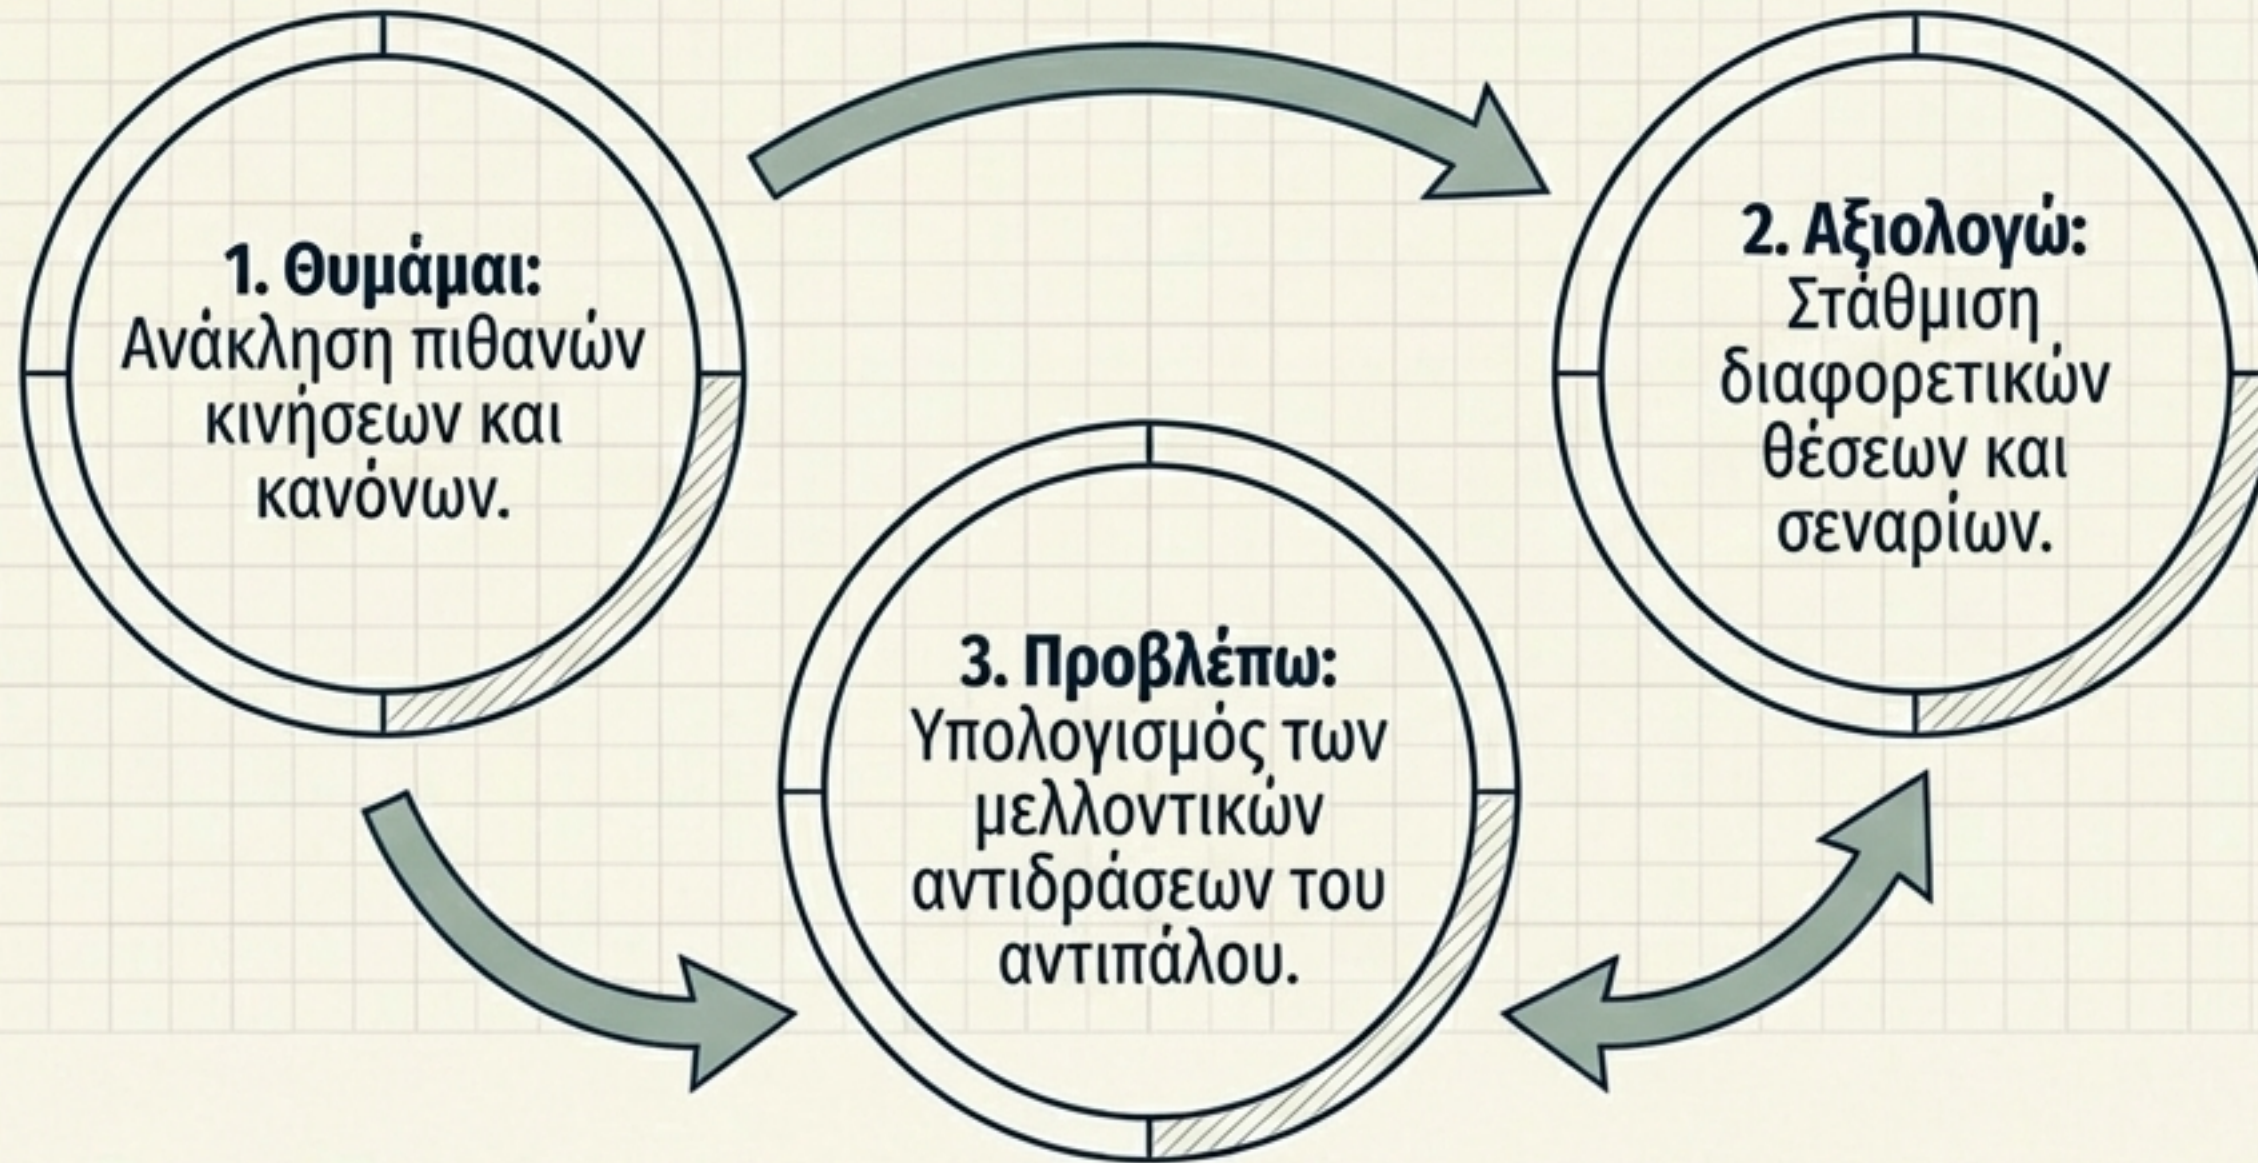 1. Θυμάμαι:
Ανάκληση πιθανών
κινήσεων και
κανόνων.
2. Αξιολογώ:
Στάθμιση
διαφορετικών
θέσεων και
σεναρίων.
3. Προβλέπω:
Υπολογισμός των
μελλοντικών
αντιδράσεων του
αντιπάλου.